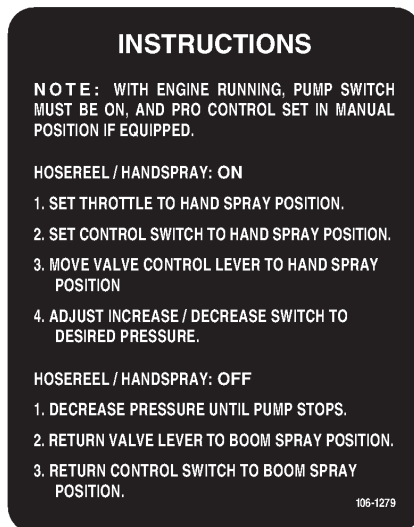 INSTRUCTIONS
NOTE: WITH ENGINE RUNNING, PUMP SWITCH
MUST BE ON, AND PRO CONTROL SET IN MANUAL
POSITION IF EQUIPPED.
HOSEREEL / HANDSPRAY: ON
1. SET THROTTLE TO HAND SPRAY POSITION.
2. SET CONTROL SWITCH TO HAND SPRAY POSITION.
3. MOVE VALVE CONTROL LEVER TO HAND SPRAY
POSITION
4. ADJUST INCREASE / DECREASE SWITCH TO
DESIRED PRESSURE.
HOSEREEL / HANDSPRAY: OFF
1. DECREASE PRESSURE UNTIL PUMP STOPS.
2. RETURN VALVE LEVER TO BOOM SPRAY POSITION.
3. RETURN CONTROL SWITCH TO BOOM SPRAY
POSITION.
106-1279